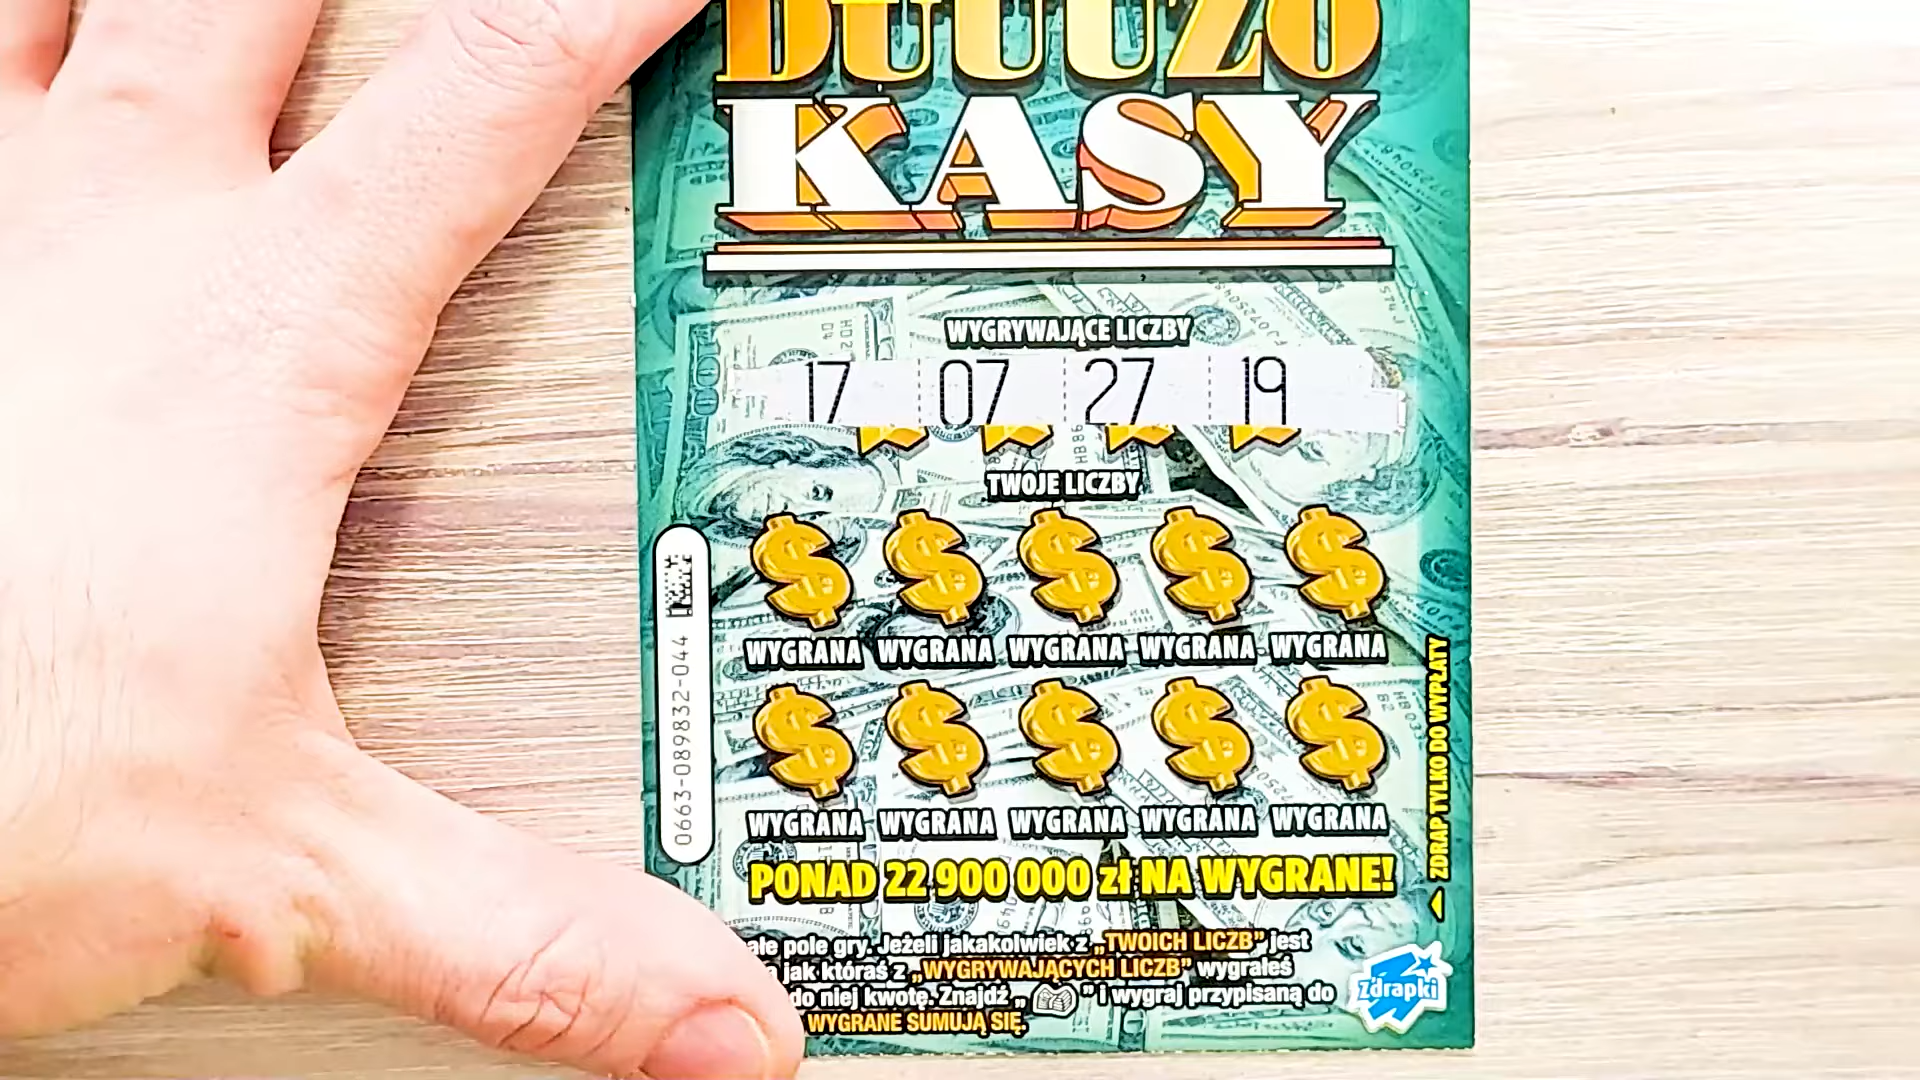 DUUUŻO
KASY
WYGRYWAJĄCE LICZBY
17 07 27 19
TWOJE LICZBY
WYGRANA WYGRANA WYGRANA WYGRANA WYGRANA
WYGRANA WYGRANA WYGRANA WYGRANA WYGRANA
PONAD 22 900 000 zł NA WYGRANE!
pole gry. Jeżeli jakakolwiek z „TWOICH LICZB” jest
jak któraś z „WYGRYWAJĄCYCH LICZB” wygrałeś
do niej kwotę. Znajdź „ ” i wygraj przypisaną do
WYGRANE SUMUJĄ SIĘ.
Zdrapki
0663-089832-044
ZDRAP TYLKO DO WYPŁATY